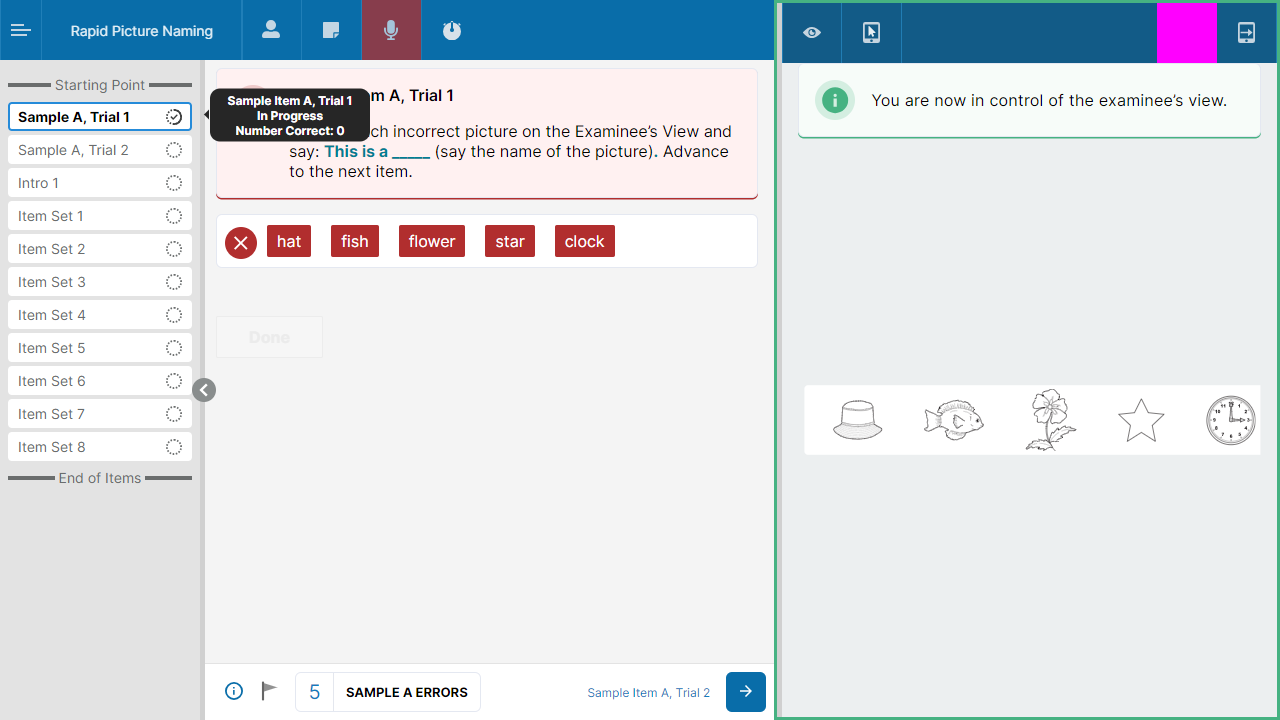 Rapid Picture Naming
Starting Point
Sample A, Trial 1
Sample A, Trial 2
Intro 1
Item Set 1
Item Set 2
Item Set 3
Item Set 4
Item Set 5
Item Set 6
Item Set 7
Item Set 8
End of Items
Sample Item A, Trial 1
In Progress
Number Correct: 0
m A, Trial 1
ch incorrect picture on the Examinee's View and
say: This is a _____ (say the name of the picture). Advance
to the next item.
hat
fish
flower
star
clock
Done
5
SAMPLE A ERRORS
Sample Item A, Trial 2
You are now in control of the examinee's view.